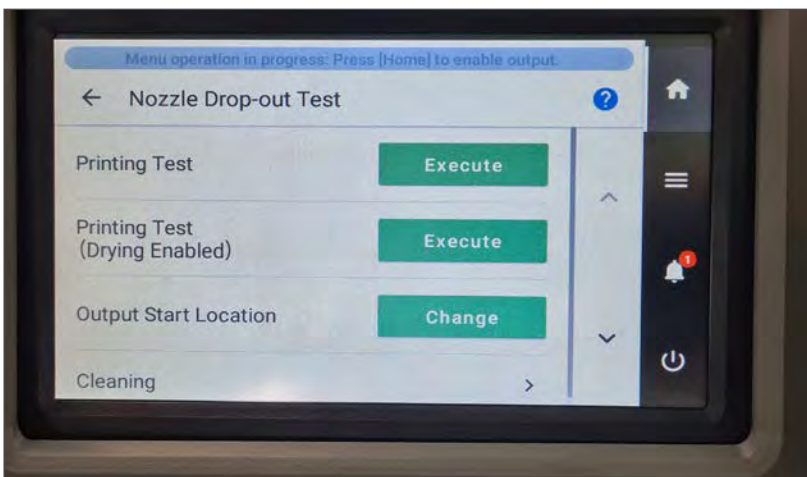 Menu operation in progress: Press [Home] to enable output.
← Nozzle Drop-out Test ?
Printing Test Execute
Printing Test
(Drying Enabled) Execute
1
Output Start Location Change
Cleaning >